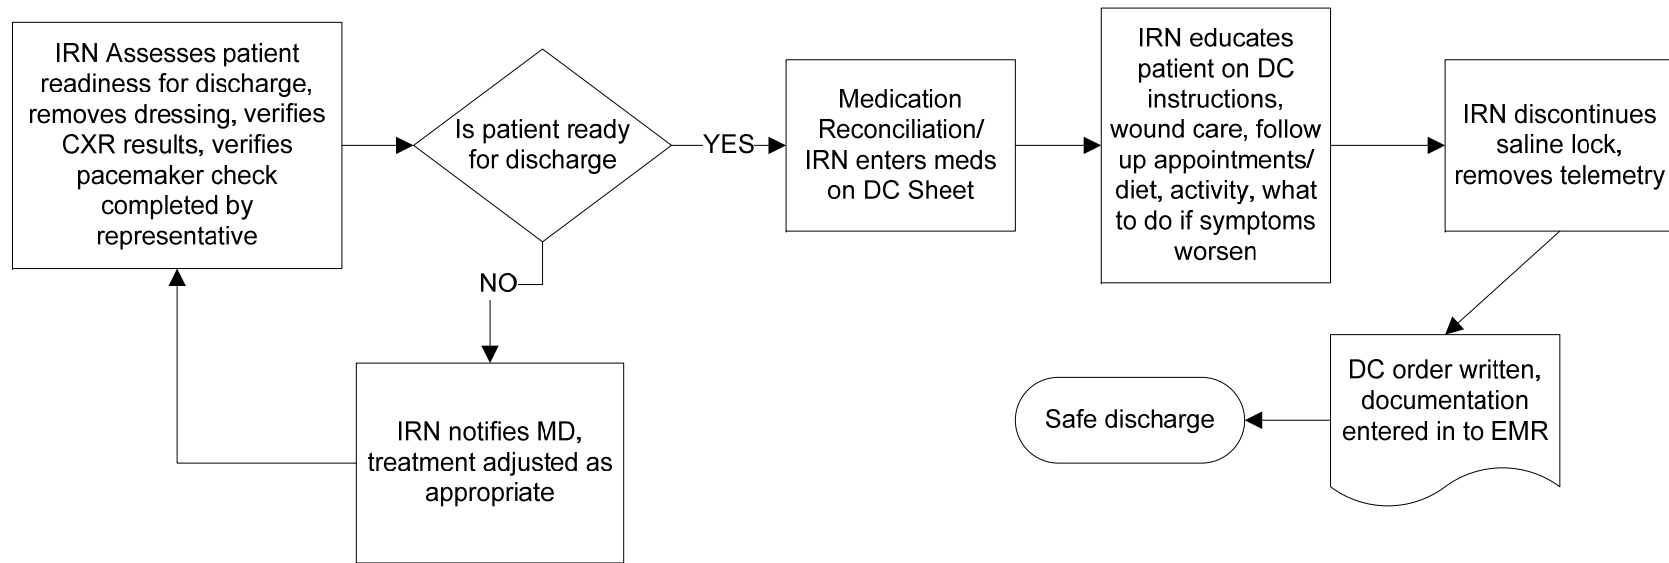 IRN Assesses patient
readiness for discharge,
removes dressing, verifies
CXR results, verifies
pacemaker check
completed by
representative
Is patient ready
for discharge
YES
NO
IRN notifies MD,
treatment adjusted as
appropriate
Medication
Reconciliation/
IRN enters meds
on DC Sheet
IRN educates
patient on DC
instructions,
wound care, follow
up appointments/
diet, activity, what
to do if symptoms
worsen
IRN discontinues
saline lock,
removes telemetry
DC order written,
documentation
entered in to EMR
Safe discharge